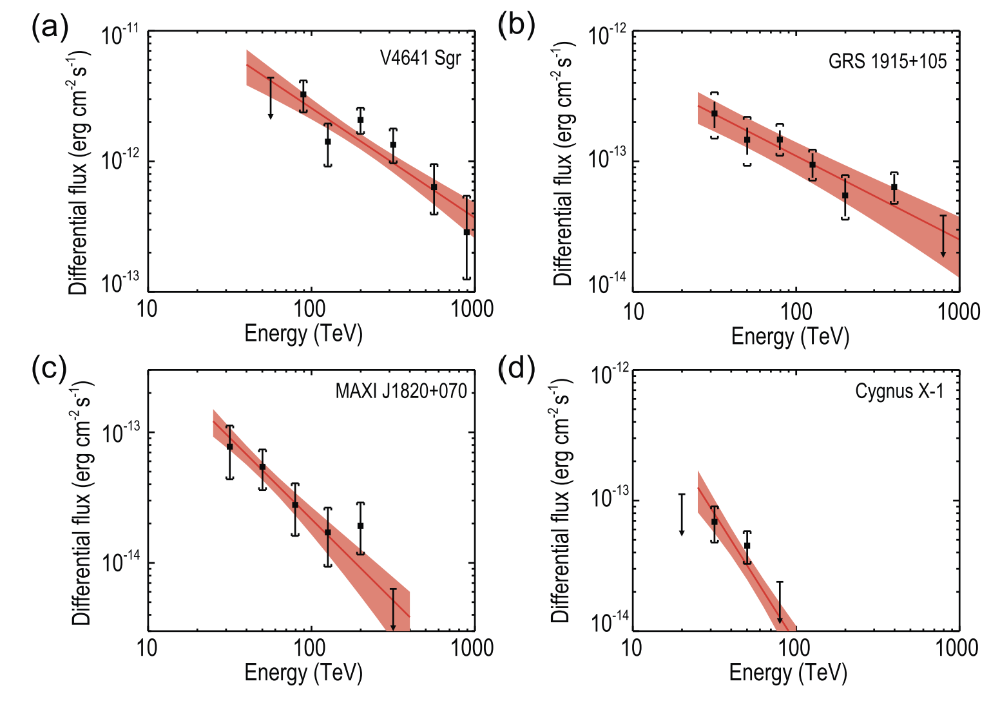 (a)
10^-11
10^-12
10^-13
Differential flux (erg cm^-2 s^-1)
V4641 Sgr
10 100 1000
Energy (TeV)
(b)
10^-12
10^-13
10^-14
Differential flux (erg cm^-2 s^-1)
GRS 1915+105
10 100 1000
Energy (TeV)
(c)
10^-13
10^-14
Differential flux (erg cm^-2 s^-1)
MAXI J1820+070
10 100 1000
Energy (TeV)
(d)
10^-12
10^-13
10^-14
Differential flux (erg cm^-2 s^-1)
Cygnus X-1
10 100 1000
Energy (TeV)